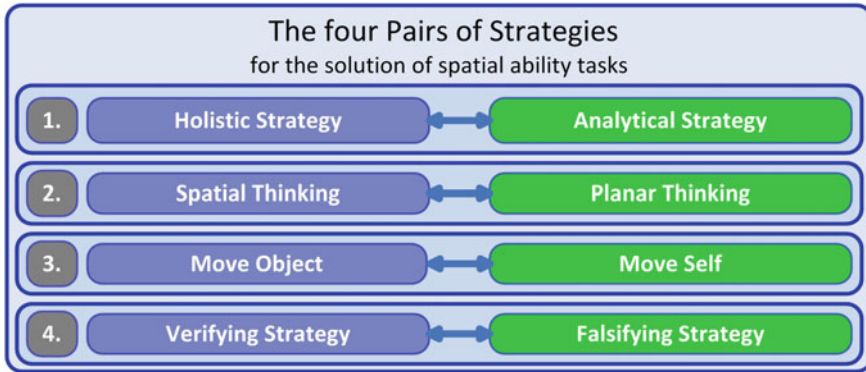 The four Pairs of Strategies
for the solution of spatial ability tasks
1. Holistic Strategy Analytical Strategy
2. Spatial Thinking Planar Thinking
3. Move Object Move Self
4. Verifying Strategy Falsifying Strategy